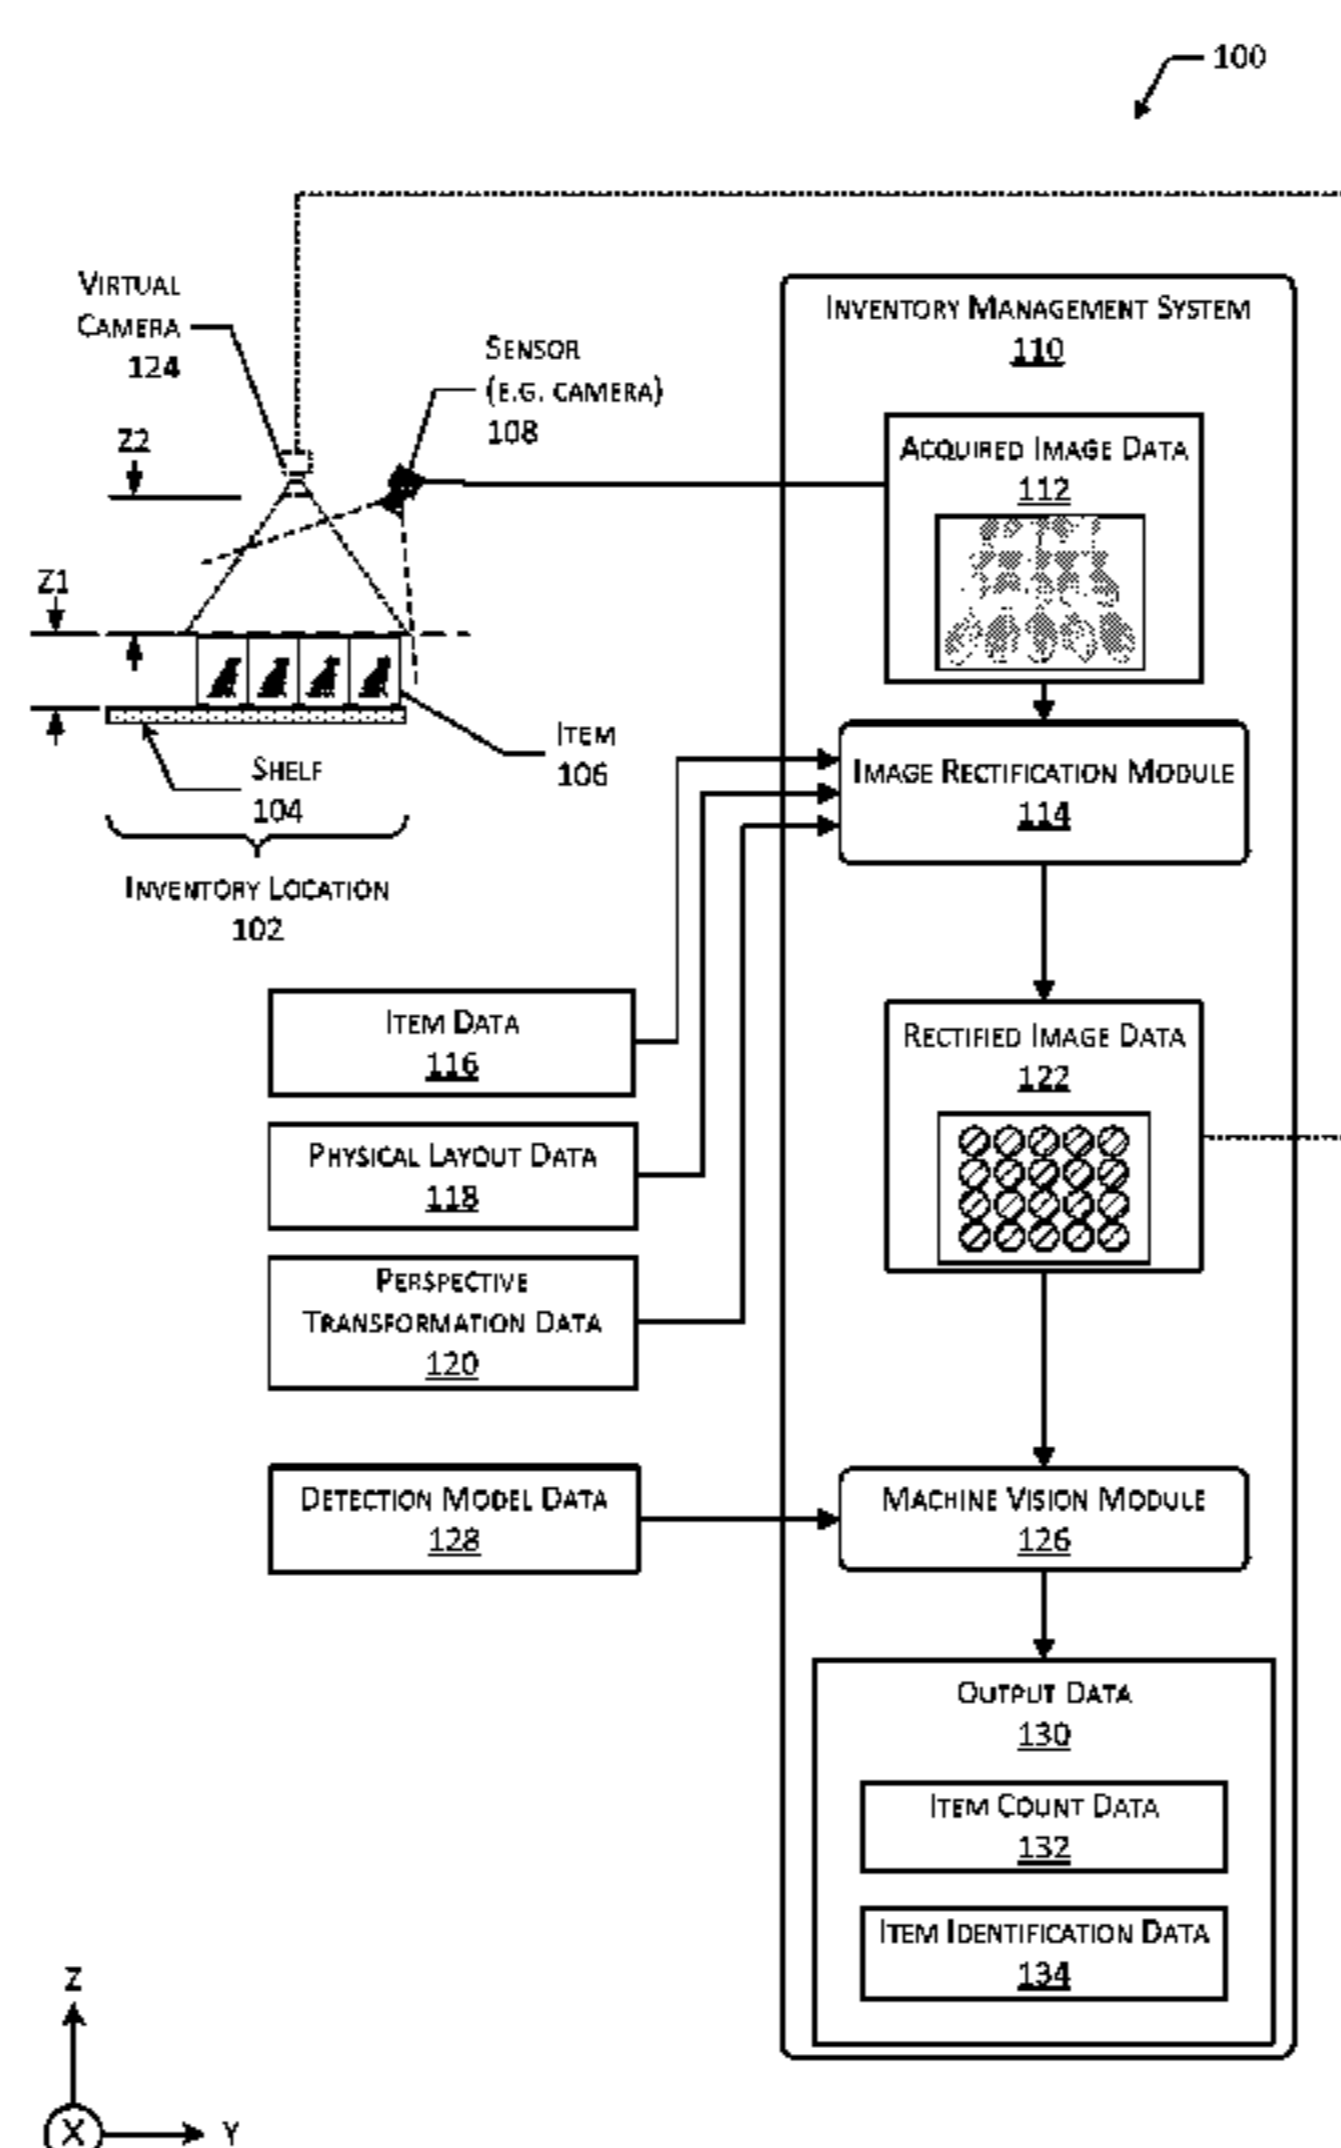 100
VIRTUAL
CAMERA
124
SENSOR
(E.G. CAMERA)
108
Z2
Z1
ITEM
106
SHELF
104
INVENTORY LOCATION
102
INVENTORY MANAGEMENT SYSTEM
110
ACQUIRED IMAGE DATA
112
IMAGE RECTIFICATION MODULE
114
ITEM DATA
116
PHYSICAL LAYOUT DATA
118
PERSPECTIVE
TRANSFORMATION DATA
120
RECTIFIED IMAGE DATA
122
DETECTION MODEL DATA
128
MACHINE VISION MODULE
126
OUTPUT DATA
130
ITEM COUNT DATA
132
ITEM IDENTIFICATION DATA
134
Z
X
Y